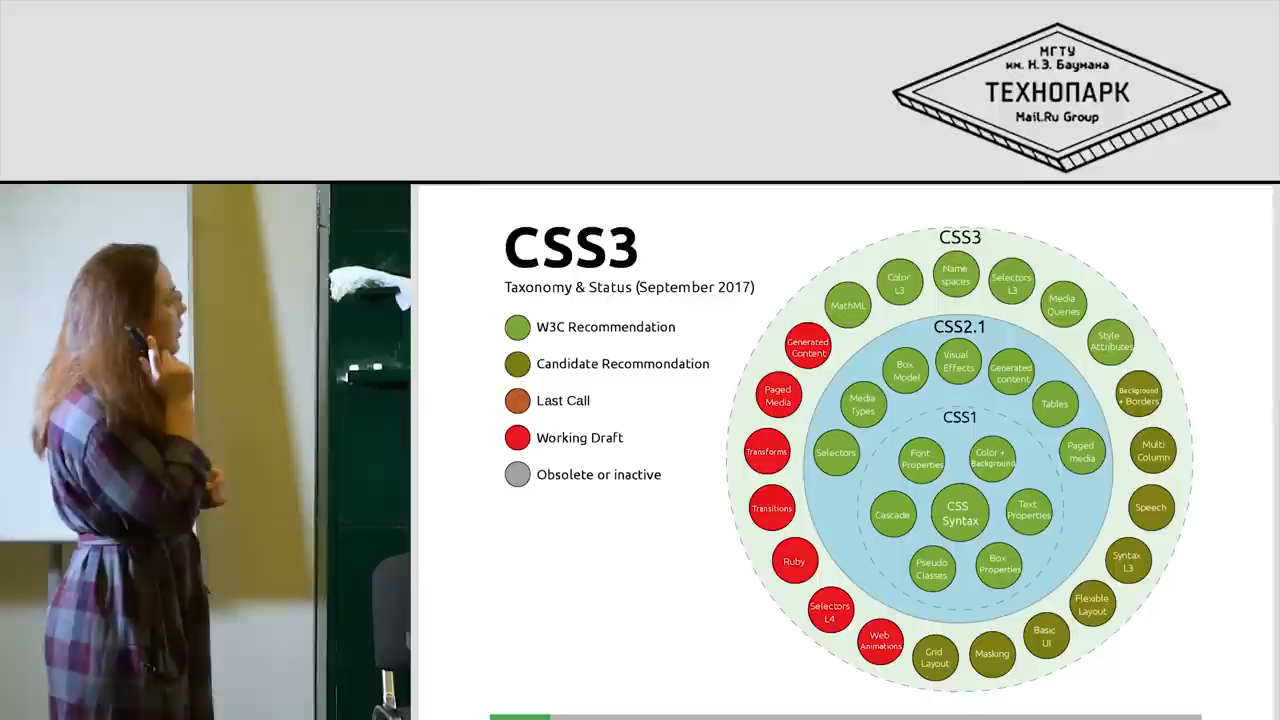 МГТУ
им. Н.Э. Баумана
ТЕХНОПАРК
Mail.Ru Group
CSS3
Taxonomy & Status (September 2017)
W3C Recommendation
Candidate Recommondation
Last Call
Working Draft
Obsolete or inactive
CSS3
Name
spaces
Selectors
L3
Media
Queries
Style
Attributes
Background
+ Borders
Multi
Column
Speech
Syntax
L3
Flexible
Layout
Basic
UI
Masking
Grid
Layout
Web
Animations
Selectors
L4
Ruby
Transitions
Transforms
Paged
Media
Generated
Content
MathML
Color
L3
CSS2.1
Visual
Effects
Generated
content
Tables
Paged
media
Selectors
Media
Types
Box
Model
CSS1
Font
Properties
Color +
Background
Cascade
CSS
Syntax
Text
Properties
Pseudo
Classes
Box
Properties